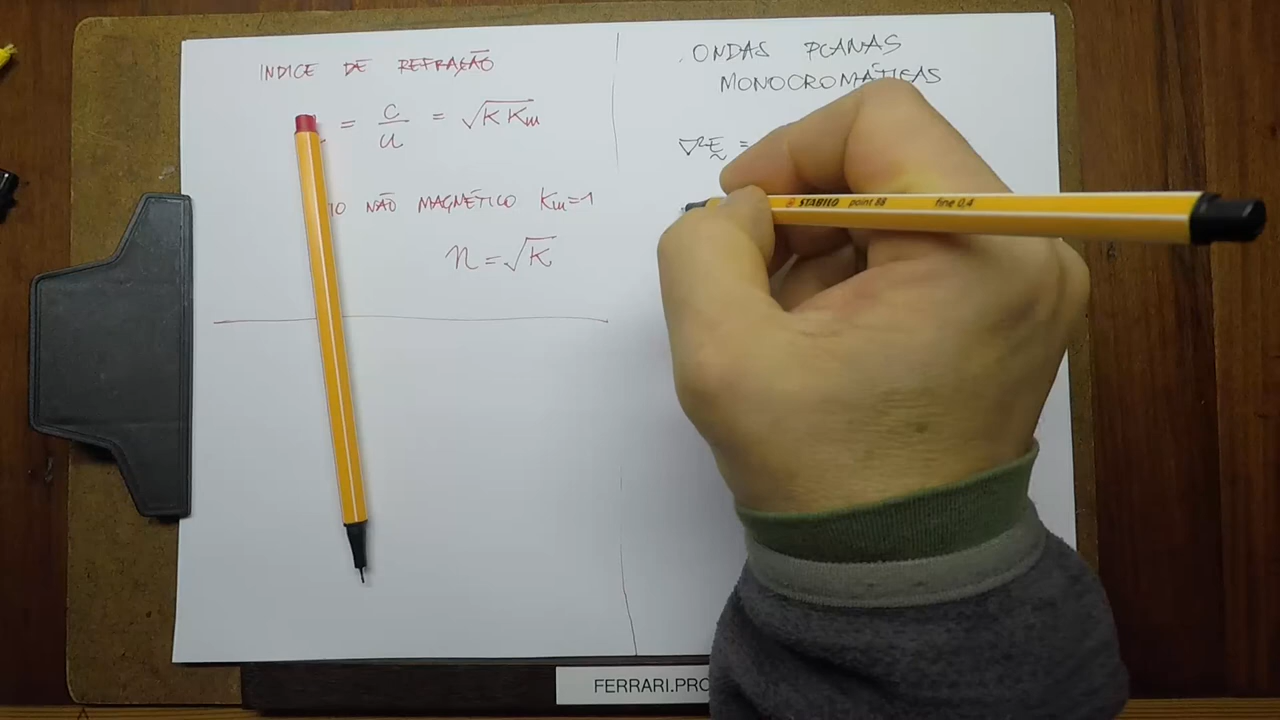 INDICE DE REFRAÇÃO
= c/u = √K Km
NÃO MAGNÉTICO Km=1
n = √K
ONDAS PLANAS
MONOCROMÁTICAS
∇²E =
STABILO point 88 fine 0,4
FERRARI.PRO